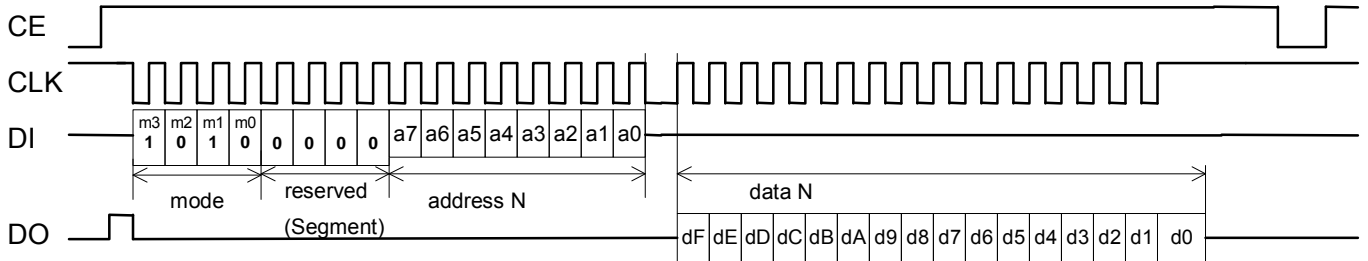 CE
CLK
m3 m2 m1 m0
DI 1 0 1 0 0 0 0 0 a7 a6 a5 a4 a3 a2 a1 a0
mode reserved address N data N
(Segment)
DO dF dE dD dC dB dA d9 d8 d7 d6 d5 d4 d3 d2 d1 d0